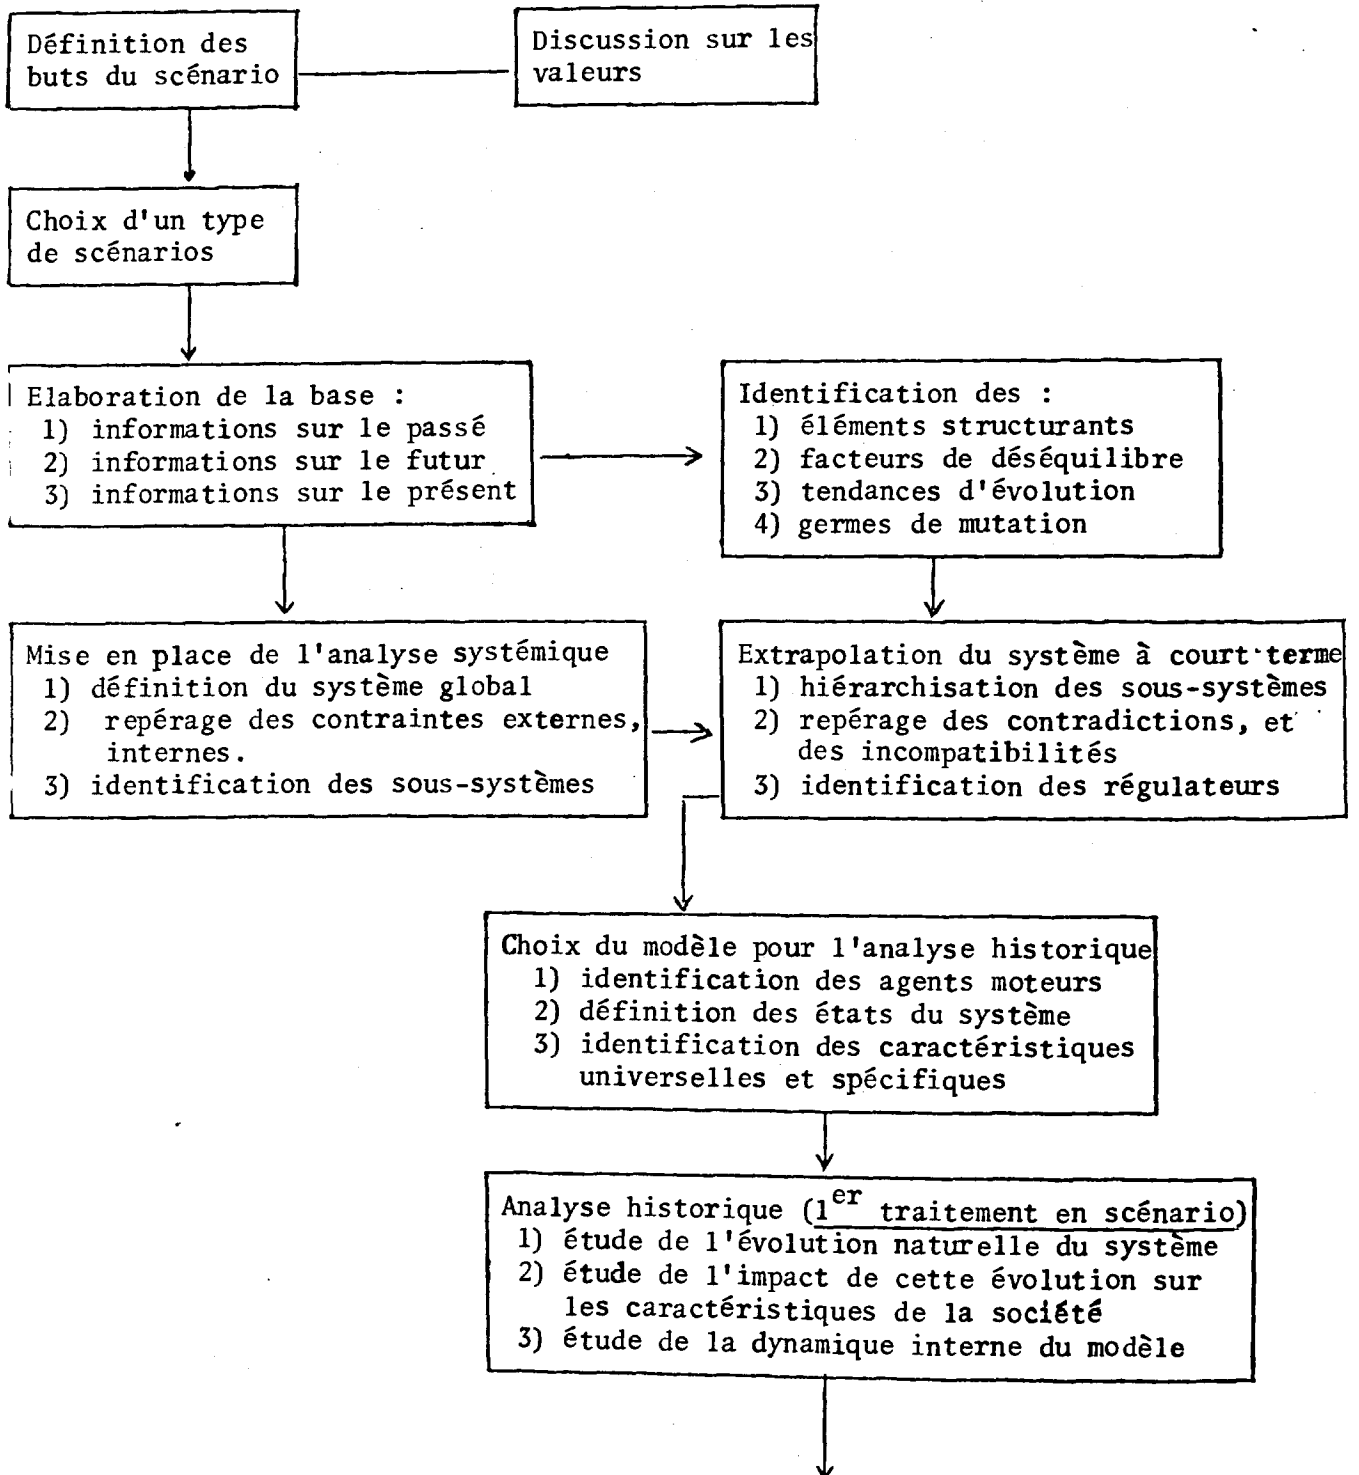 Définition des
buts du scénario
Discussion sur les
valeurs
Choix d'un type
de scénarios
Elaboration de la base :
1) informations sur le passé
2) informations sur le futur
3) informations sur le présent
Identification des :
1) éléments structurants
2) facteurs de déséquilibre
3) tendances d'évolution
4) germes de mutation
Mise en place de l'analyse systémique
1) définition du système global
2) repérage des contraintes externes,
internes.
3) identification des sous-systèmes
Extrapolation du système à court terme
1) hiérarchisation des sous-systèmes
2) repérage des contradictions, et
des incompatibilités
3) identification des régulateurs
Choix du modèle pour l'analyse historique
1) identification des agents moteurs
2) définition des états du système
3) identification des caractéristiques
universelles et spécifiques
Analyse historique (1er traitement en scénario)
1) étude de l'évolution naturelle du système
2) étude de l'impact de cette évolution sur
les caractéristiques de la société
3) étude de la dynamique interne du modèle